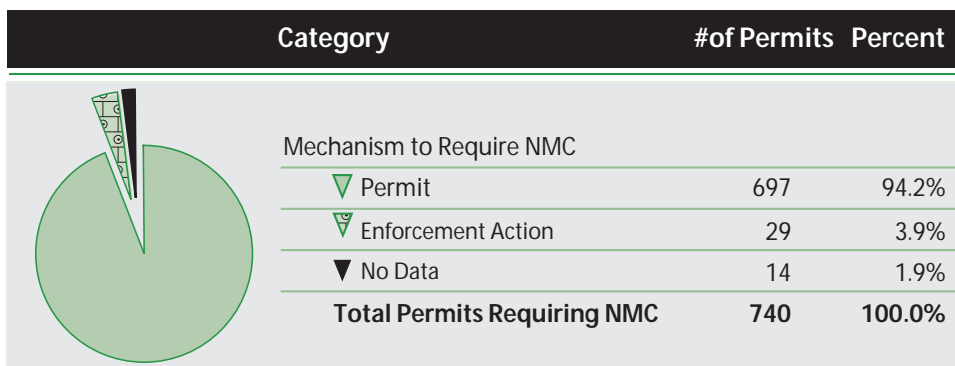 Category #of Permits Percent
Mechanism to Require NMC
Permit 697 94.2%
Enforcement Action 29 3.9%
No Data 14 1.9%
Total Permits Requiring NMC 740 100.0%